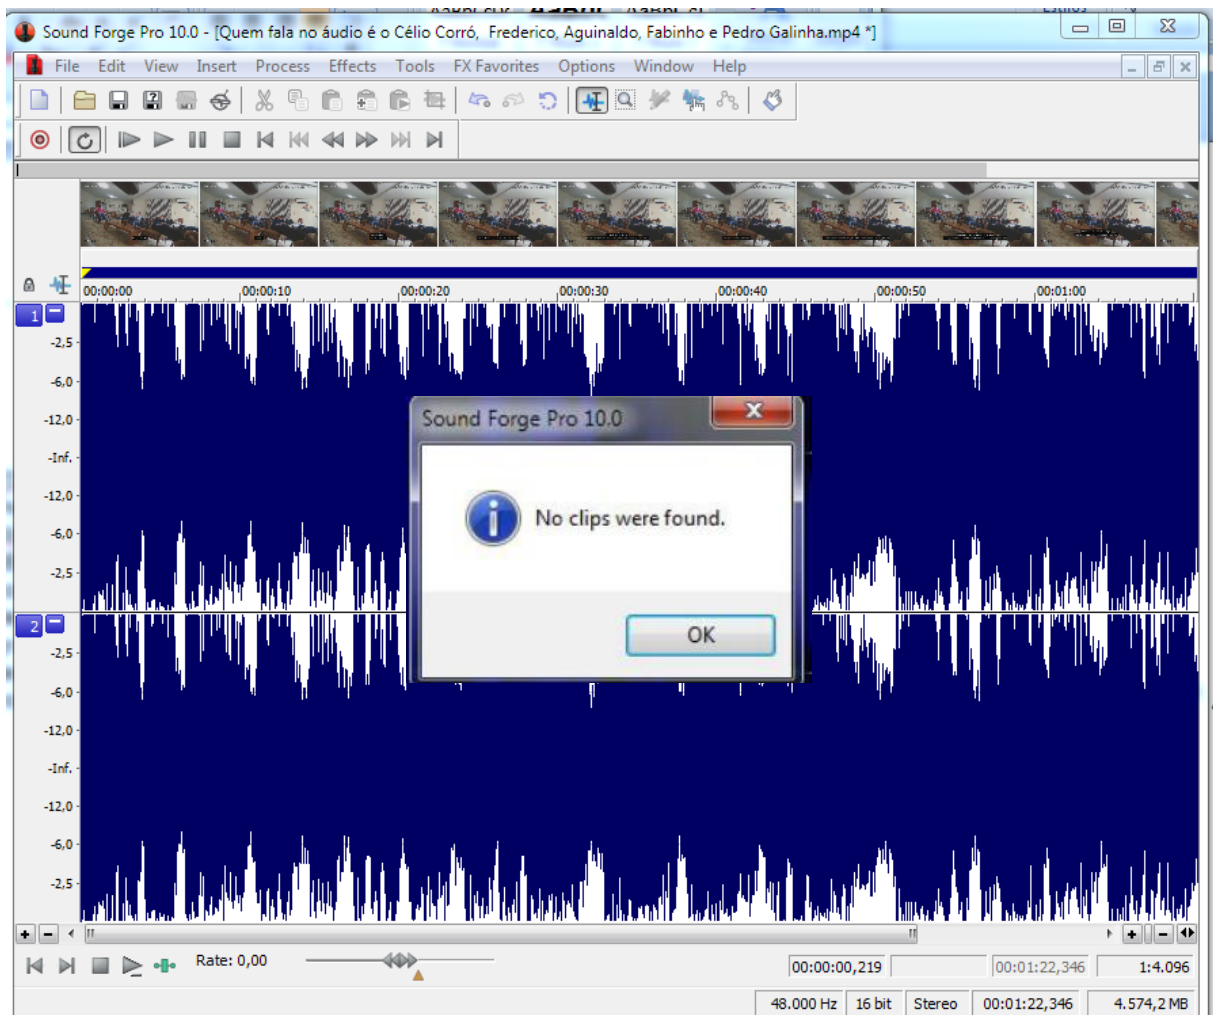 Sound Forge Pro 10.0 - [Quem fala no áudio é o Célio Corró, Frederico, Aguinaldo, Fabinho e Pedro Galinha.mp4 *]
File Edit View Insert Process Effects Tools FX Favorites Options Window Help
00:00:00 00:00:10 00:00:20 00:00:30 00:00:40 00:00:50 00:01:00
1
-2,5
-6,0
-12,0
-Inf.
-12,0
-6,0
-2,5
Sound Forge Pro 10.0
No clips were found.
OK
2
-2,5
-6,0
-12,0
-Inf.
-12,0
-6,0
-2,5
Rate: 0,00
00:00:00,219 00:01:22,346 1:4.096
48.000 Hz 16 bit Stereo 00:01:22,346 4.574,2 MB